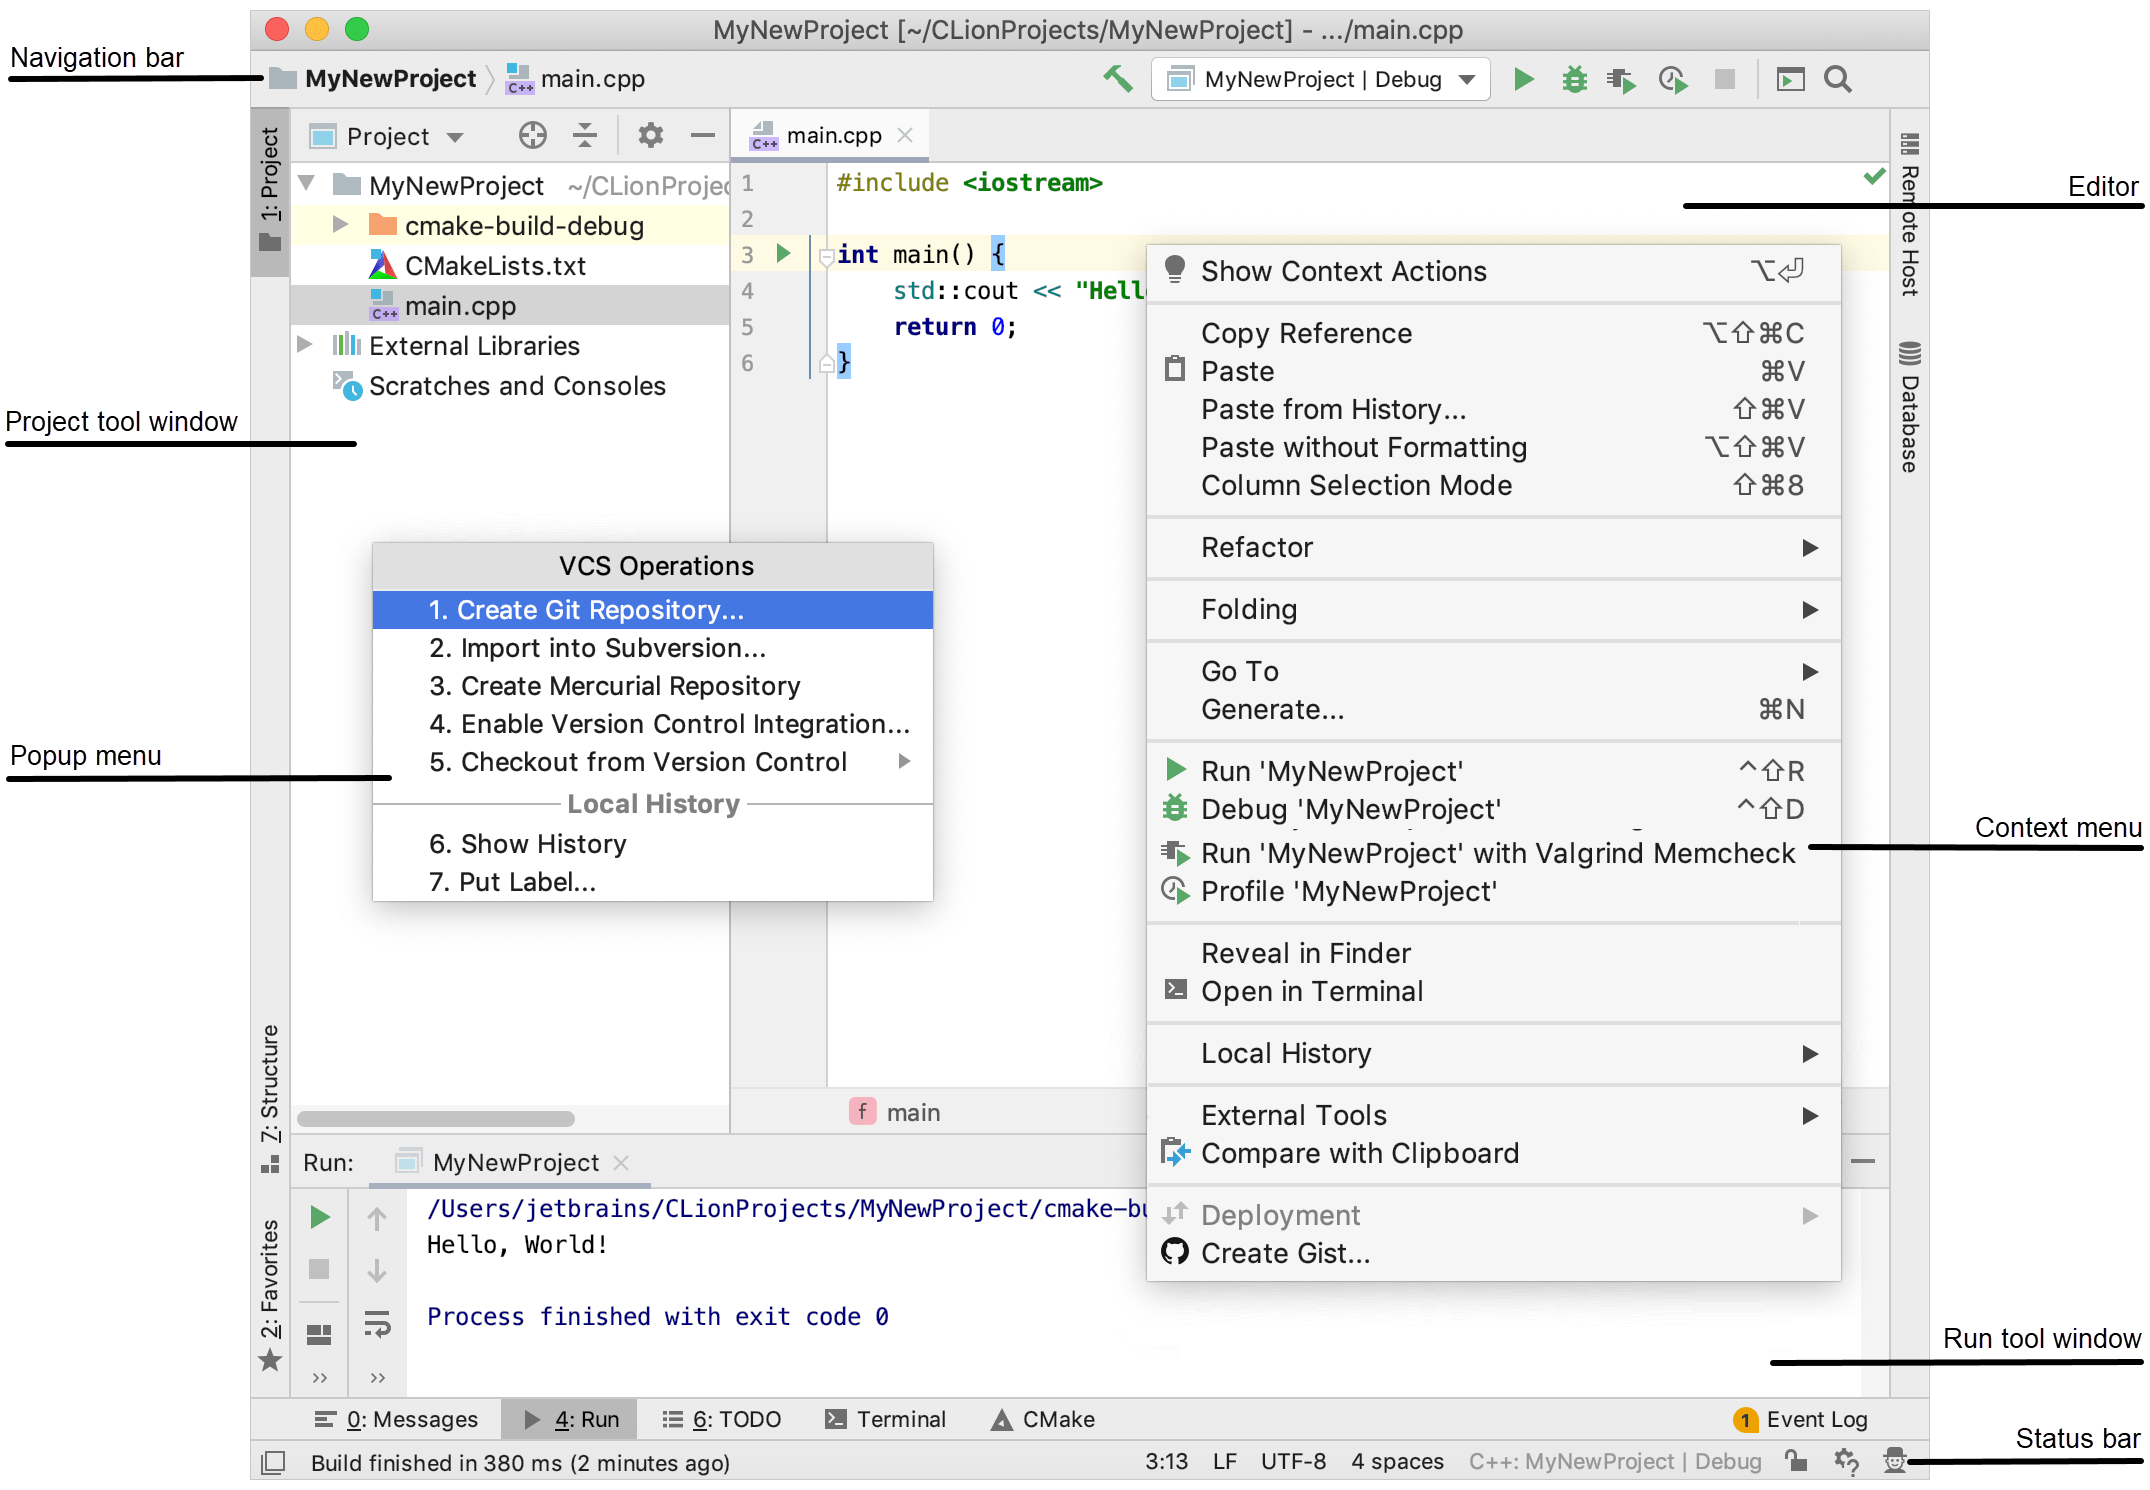 MyNewProject [~/CLionProjects/MyNewProject] - .../main.cpp
Navigation bar
MyNewProject main.cpp
MyNewProject | Debug
1: Project
Project
main.cpp
MyNewProject ~/CLionProjec
cmake-build-debug
CMakeLists.txt
main.cpp
External Libraries
Scratches and Consoles
1 #include <iostream>
2
3 int main() {
4 std::cout << "Hell
5 return 0;
6 }
Remote Host
Database
Editor
Project tool window
Popup menu
VCS Operations
1. Create Git Repository...
2. Import into Subversion...
3. Create Mercurial Repository
4. Enable Version Control Integration...
5. Checkout from Version Control
Local History
6. Show History
7. Put Label...
Show Context Actions ⌥⏎
Copy Reference ⌥⇧⌘C
Paste ⌘V
Paste from History... ⇧⌘V
Paste without Formatting ⌥⇧⌘V
Column Selection Mode ⇧⌘8
Refactor
Folding
Go To
Generate... ⌘N
Run 'MyNewProject' ^⇧R
Debug 'MyNewProject' ^⇧D
Run 'MyNewProject' with Valgrind Memcheck
Profile 'MyNewProject'
Reveal in Finder
Open in Terminal
Local History
External Tools
Compare with Clipboard
Deployment
Create Gist...
Context menu
7: Structure
2: Favorites
f main
Run: MyNewProject
/Users/jetbrains/CLionProjects/MyNewProject/cmake-bu
Hello, World!
Process finished with exit code 0
Run tool window
0: Messages 4: Run 6: TODO Terminal CMake
1 Event Log
Build finished in 380 ms (2 minutes ago)
3:13 LF UTF-8 4 spaces C++: MyNewProject | Debug
Status bar